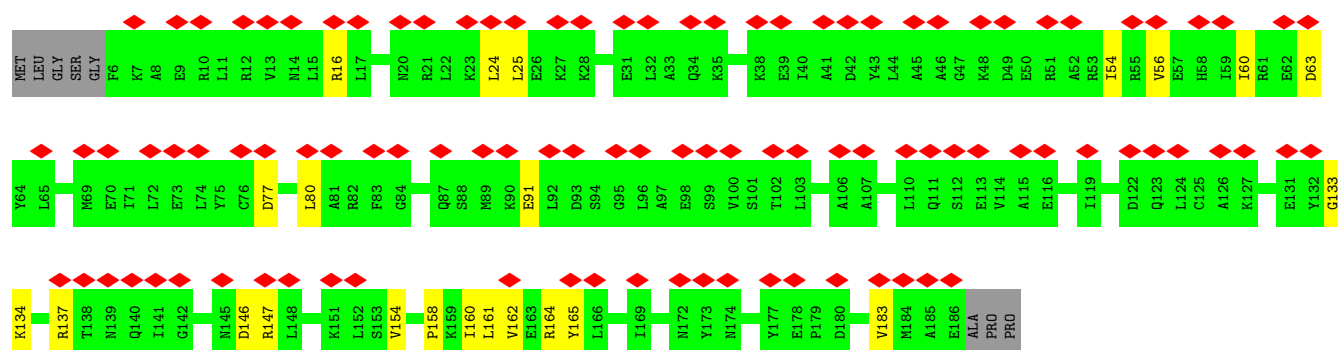 MET LEU GLY SER GLY F6 K7 A8 E9 R10 L11 R12 V13 N14 L15 R16 L17 N20 R21 L22 K23 L24 L25 E26 K27 K28 E31 L32 A33 Q34 K35 K38 E39 I40 A41 D42 Y43 L44 A45 A46 G47 K48 D49 E50 R51 A52 R53 I54 R55 V56 E57 H58 I59 I60 R61 E62 D63
Y64 L65 M69 E70 I71 L72 E73 L74 Y75 C76 D77 L80 A81 R82 F83 G84 Q87 S88 M89 K90 E91 L92 D93 S94 G95 L96 A97 E98 S99 V100 S101 T102 L103 A106 A107 L110 Q111 S112 E113 V114 A115 E116 I119 D122 Q123 L124 C125 A126 K127 E131 Y132 G133
K134 R137 T138 N139 Q140 I141 G142 N145 D146 R147 L148 K151 L152 S153 V154 P158 K159 I160 L161 V162 E163 R164 Y165 L166 I169 N172 Y173 N174 Y177 E178 P179 D180 V183 M184 A185 E186 ALA PRO PRO